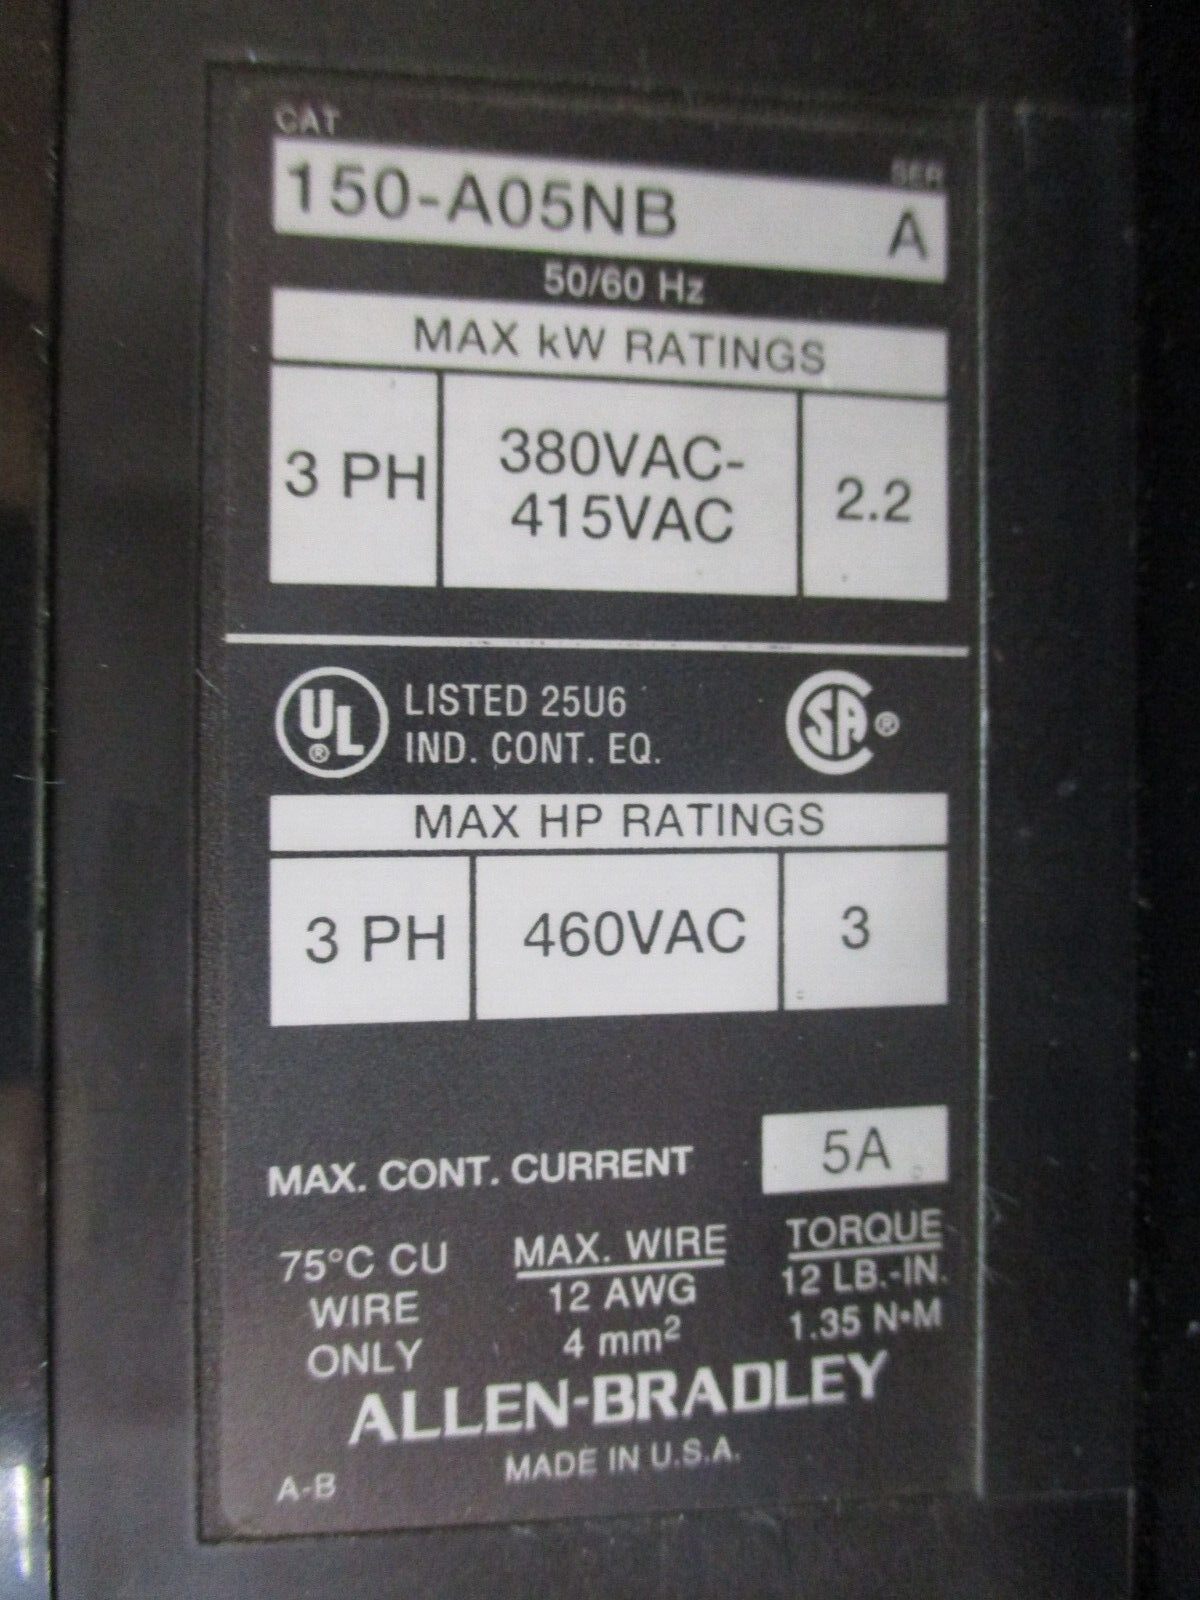 CAT
SER
150-A05NB A
50/60 Hz
MAX kW RATINGS
3 PH 380VAC-
415VAC 2.2
UL ® LISTED 25U6
IND. CONT. EQ.
SA ®
MAX HP RATINGS
3 PH 460VAC 3
MAX. CONT. CURRENT 5A
75°C CU
WIRE
ONLY
MAX. WIRE
12 AWG
4 mm²
TORQUE
12 LB.-IN.
1.35 N•M
ALLEN-BRADLEY
MADE IN U.S.A.
A-B